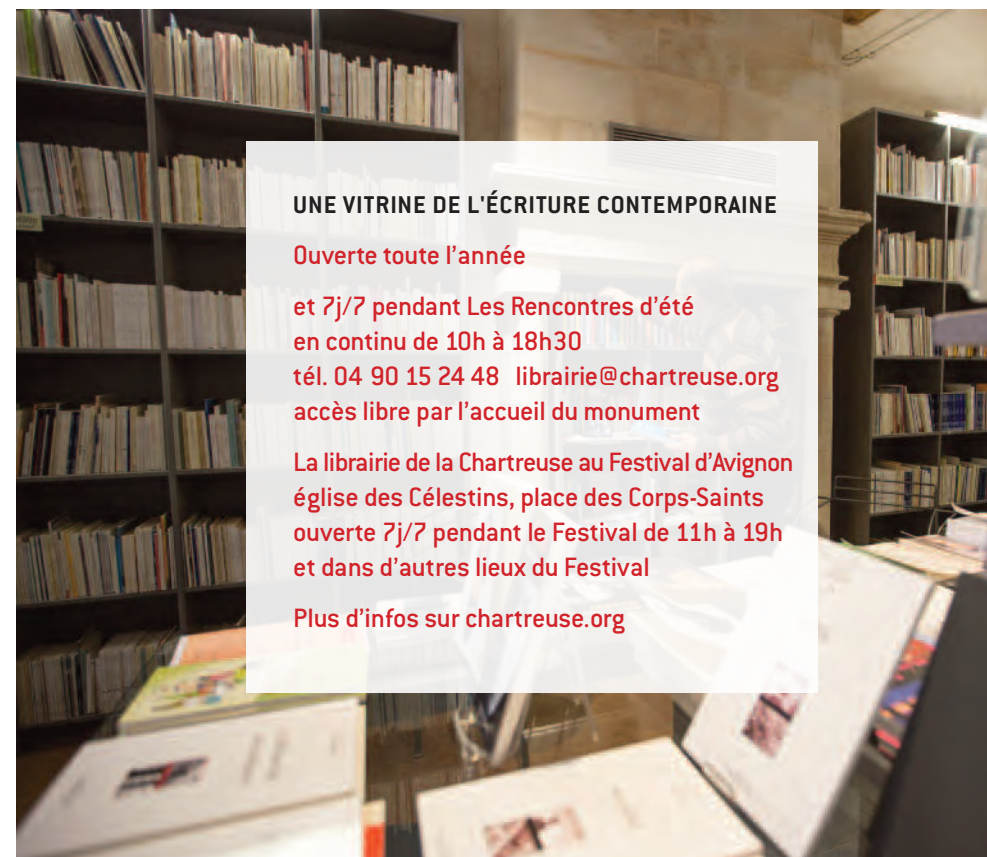 UNE VITRINE DE L'ÉCRITURE CONTEMPORAINE
Ouverte toute l’année
et 7j/7 pendant Les Rencontres d’été
en continu de 10h à 18h30
tél. 04 90 15 24 48 librairie@chartreuse.org
accès libre par l’accueil du monument
La librairie de la Chartreuse au Festival d’Avignon
église des Célestins, place des Corps-Saints
ouverte 7j/7 pendant le Festival de 11h à 19h
et dans d’autres lieux du Festival
Plus d’infos sur chartreuse.org